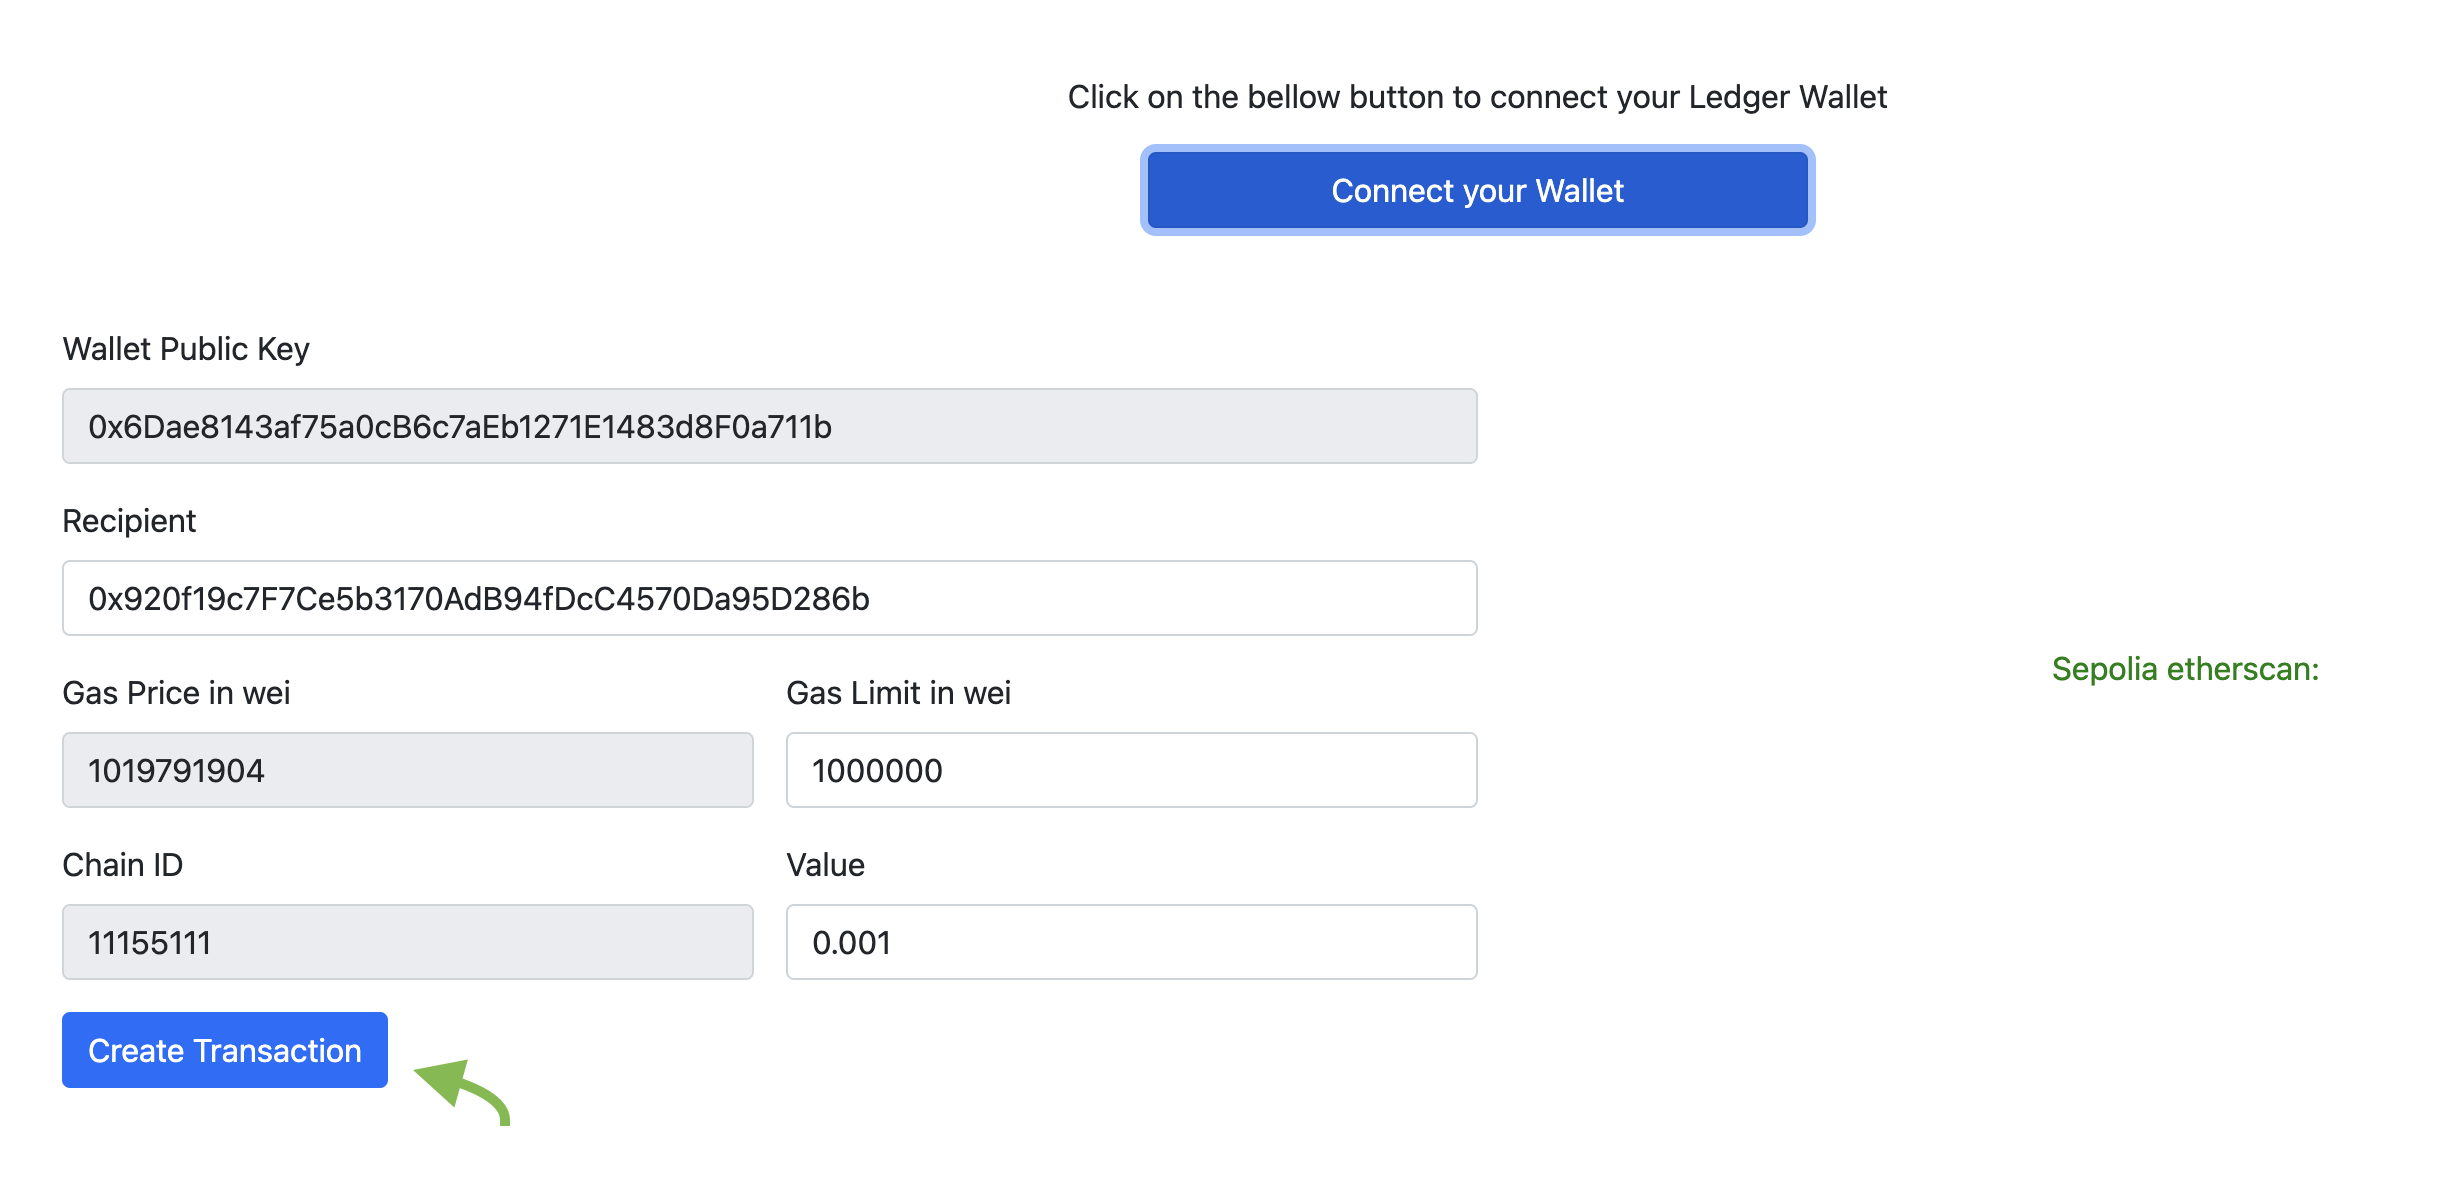 Click on the bellow button to connect your Ledger Wallet
Connect your Wallet
Wallet Public Key
0x6Dae8143af75a0cB6c7aEb1271E1483d8F0a711b
Recipient
0x920f19c7F7Ce5b3170AdB94fDcC4570Da95D286b
Sepolia etherscan:
Gas Price in wei
Gas Limit in wei
1019791904
1000000
Chain ID
Value
11155111
0.001
Create Transaction